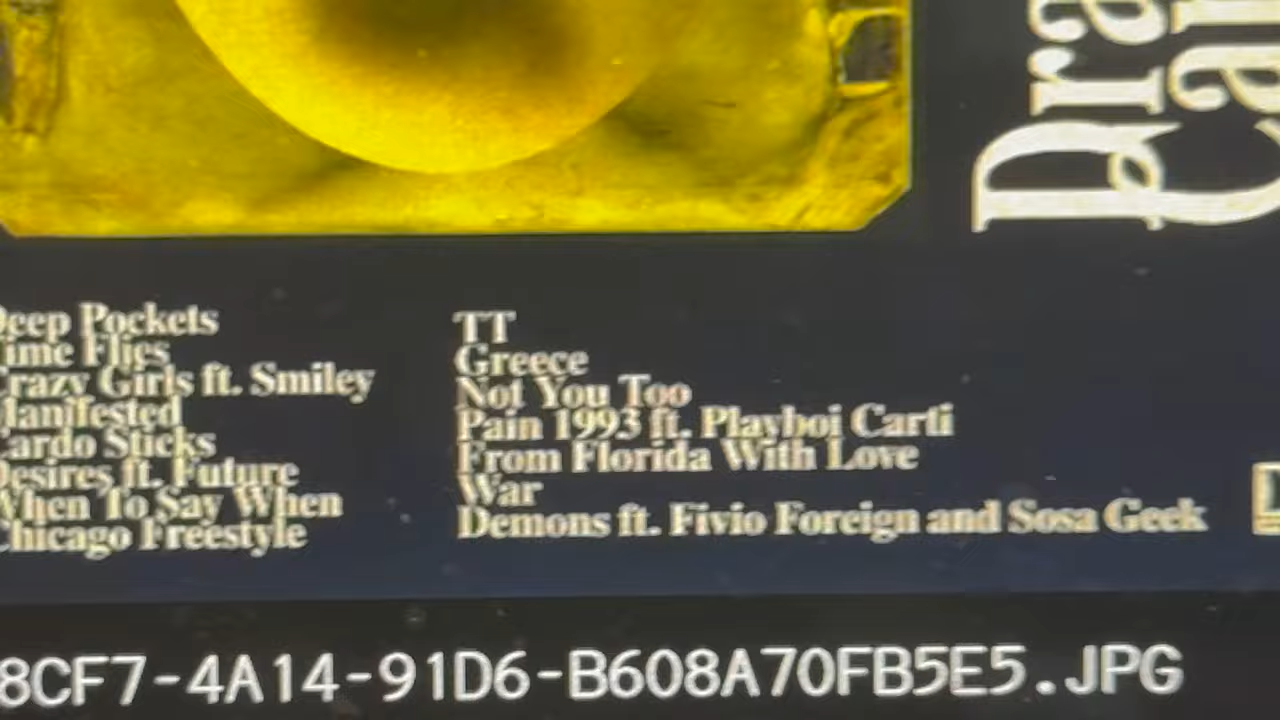 Dra
Ca
Deep Pockets
Time Flies
Crazy Girls ft. Smiley
Manifested
Cardo Sticks
Desires ft. Future
When To Say When
Chicago Freestyle
TT
Greece
Not You Too
Pain 1993 ft. Playboi Carti
From Florida With Love
War
Demons ft. Fivio Foreign and Sosa Geek
8CF7-4A14-91D6-B608A70FB5E5.JPG